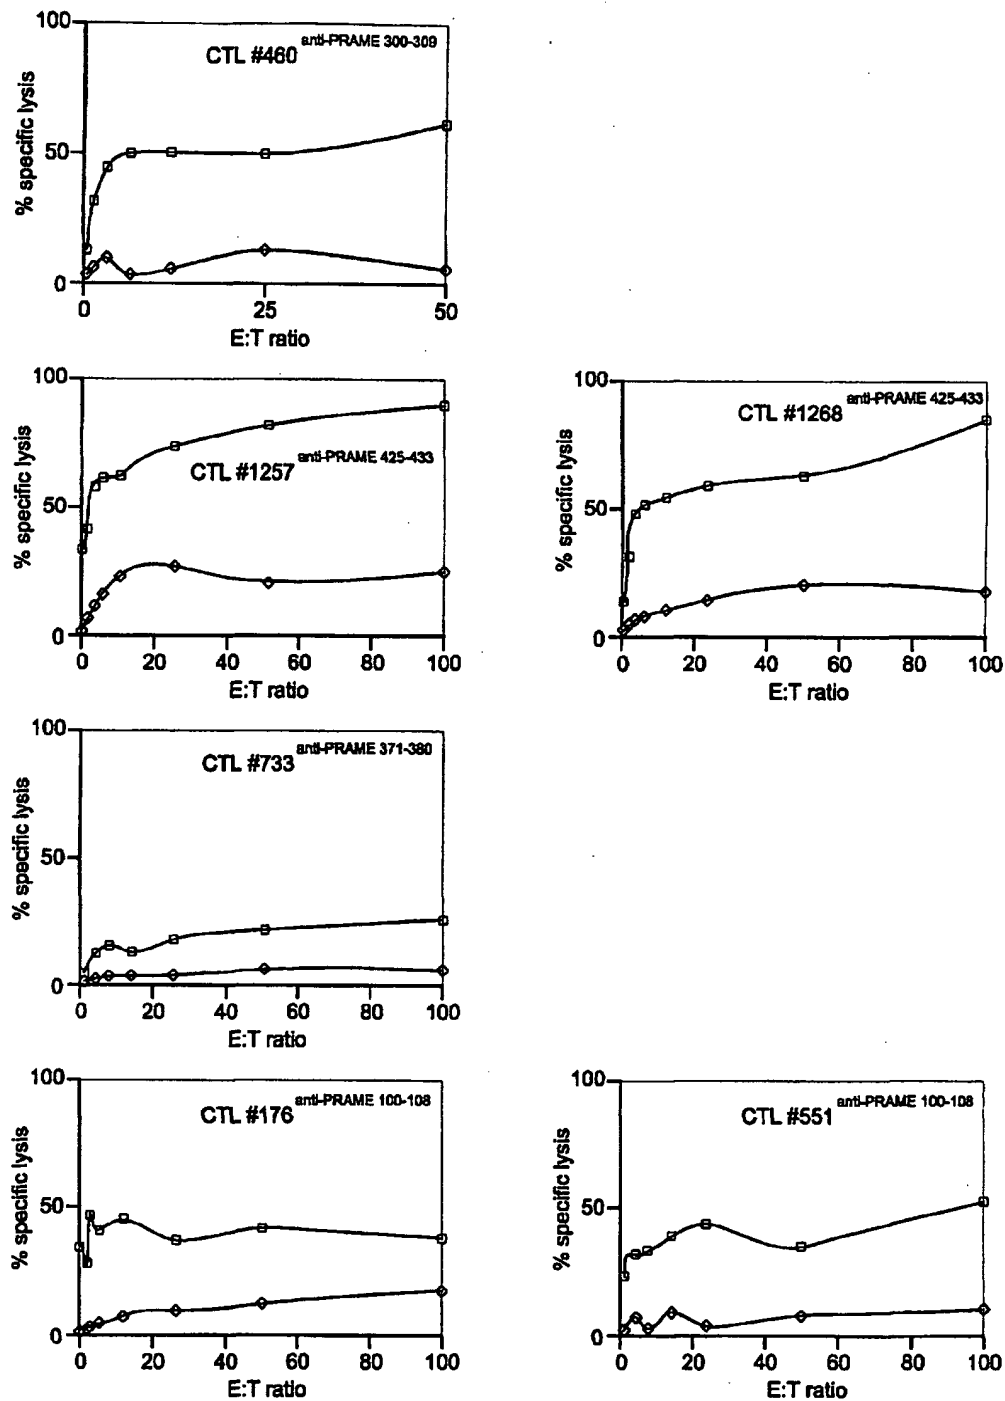 100
CTL #460 anti-PRAME 300-309
% specific lysis
50
0
0 25 50
E:T ratio
100
CTL #1257 anti-PRAME 425-433
% specific lysis
50
0
0 20 40 60 80 100
E:T ratio
100
CTL #1268 anti-PRAME 425-433
% specific lysis
50
0
0 20 40 60 80 100
E:T ratio
100
CTL #733 anti-PRAME 371-380
% specific lysis
50
0
0 20 40 60 80 100
E:T ratio
100
CTL #176 anti-PRAME 100-108
% specific lysis
50
0
0 20 40 60 80 100
E:T ratio
100
CTL #551 anti-PRAME 100-108
% specific lysis
50
0
0 20 40 60 80 100
E:T ratio